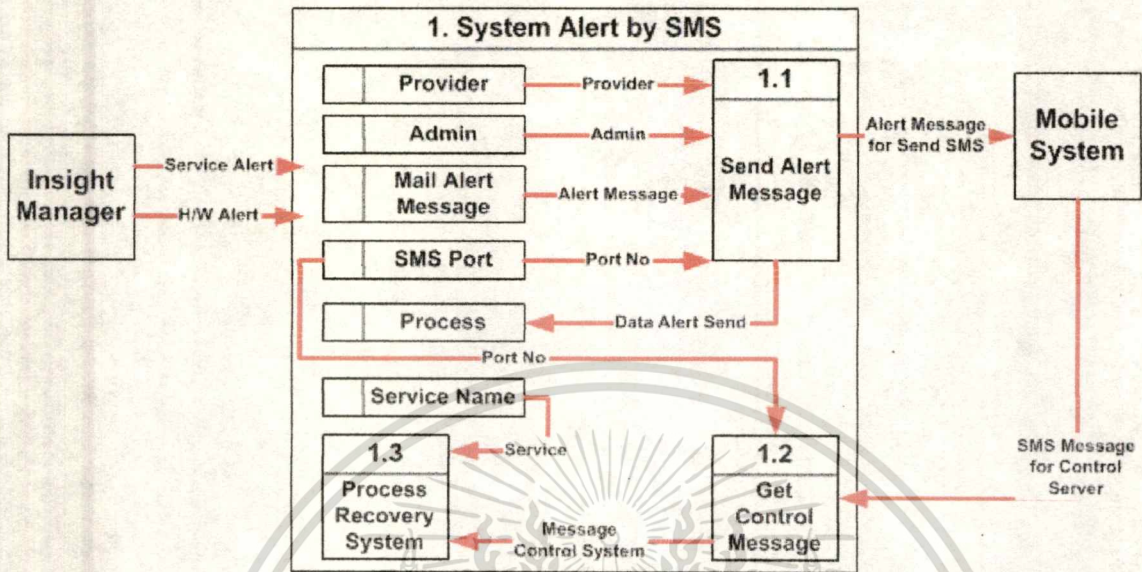 1. System Alert by SMS
Provider
Provider
1.1
Admin
Admin
Mail Alert
Message
Alert Message
Send Alert
Message
SMS Port
Port No
Process
Data Alert Send
Port No
Service Name
Service
1.3
Process
Recovery
System
Message
Control System
1.2
Get
Control
Message
Insight
Manager
Service Alert
H/W Alert
Alert Message
for Send SMS
Mobile
System
SMS Message
for Control
Server